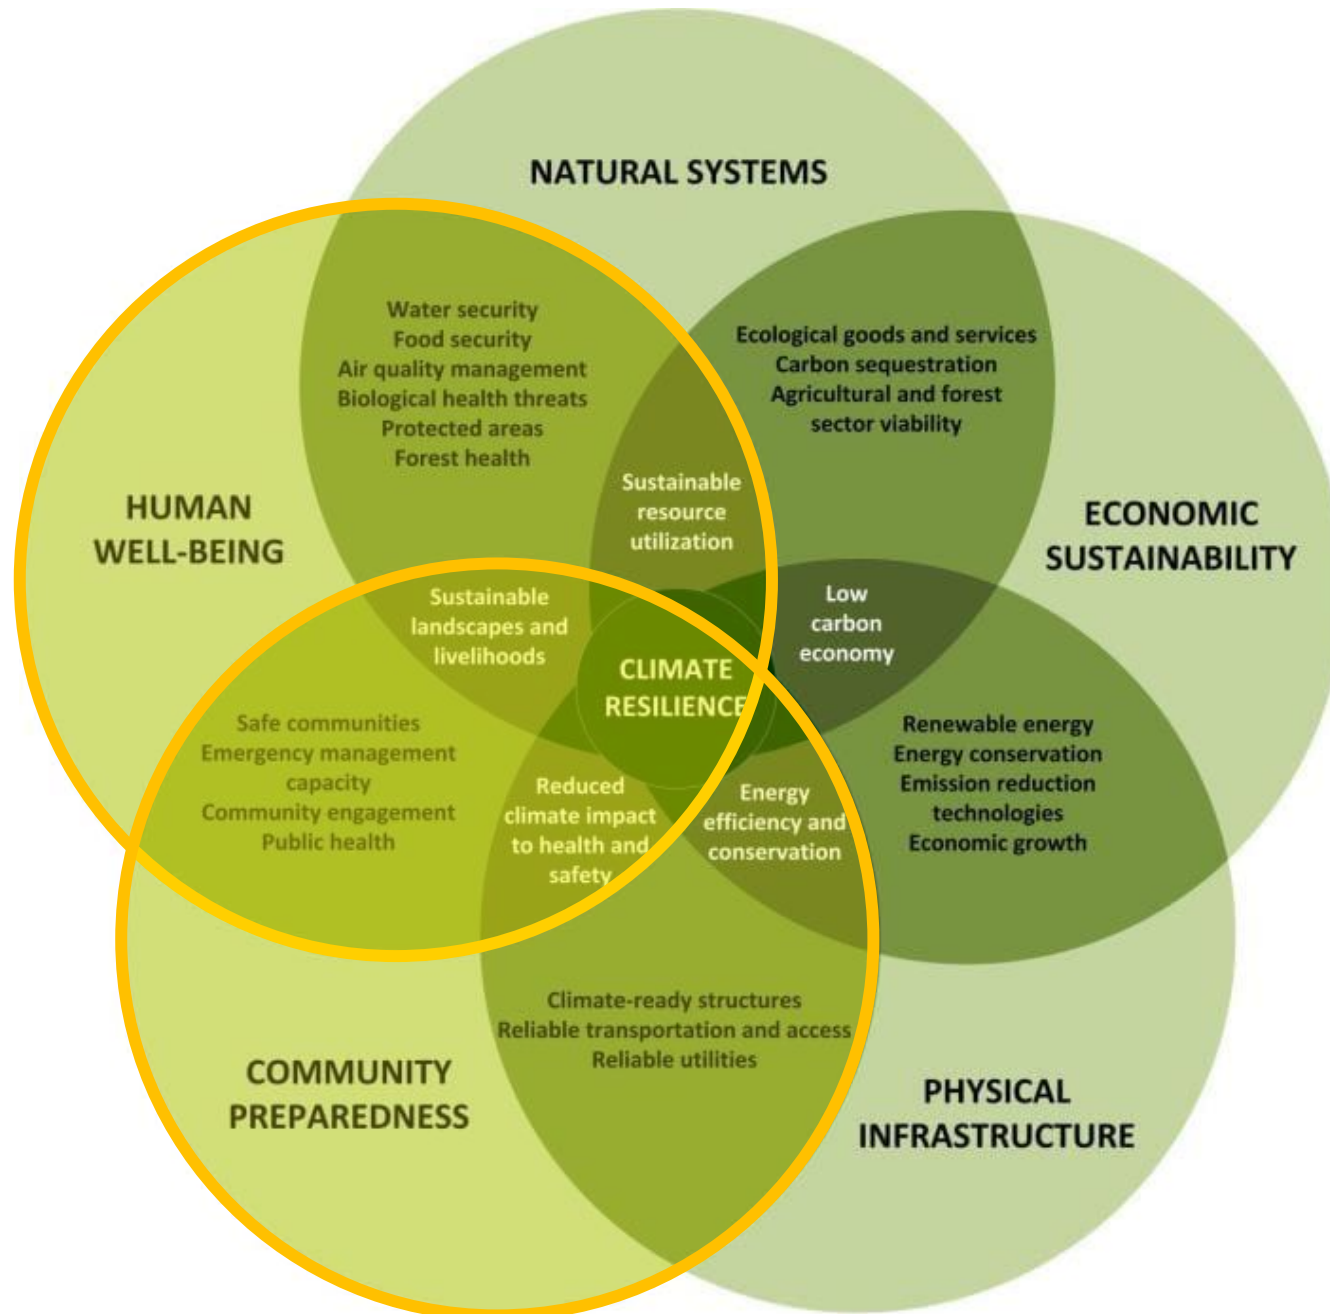 NATURAL SYSTEMS
Water security
Food security
Air quality management
Biological health threats
Protected areas
Forest health
Ecological goods and services
Carbon sequestration
Agricultural and forest
sector viability
HUMAN
WELL-BEING
Sustainable
resource
utilization
ECONOMIC
SUSTAINABILITY
Sustainable
landscapes and
livelihoods
Low
carbon
economy
CLIMATE
RESILIENCE
Safe communities
Emergency management
capacity
Community engagement
Public health
Reduced
climate impact
to health and
safety
Energy
efficiency and
conservation
Renewable energy
Energy conservation
Emission reduction
technologies
Economic growth
Climate-ready structures
Reliable transportation and access
Reliable utilities
COMMUNITY
PREPAREDNESS
PHYSICAL
INFRASTRUCTURE